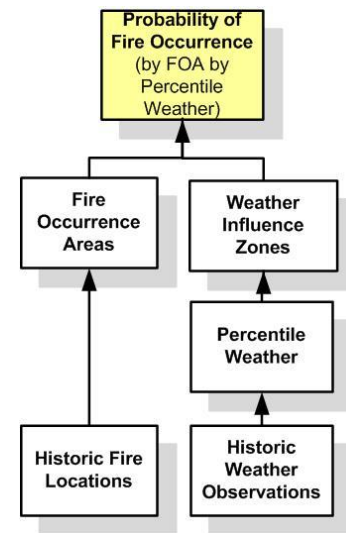 Probability of
Fire Occurrence
(by FOA by
Percentile
Weather)
Fire
Occurrence
Areas
Weather
Influence
Zones
Percentile
Weather
Historic Fire
Locations
Historic
Weather
Observations